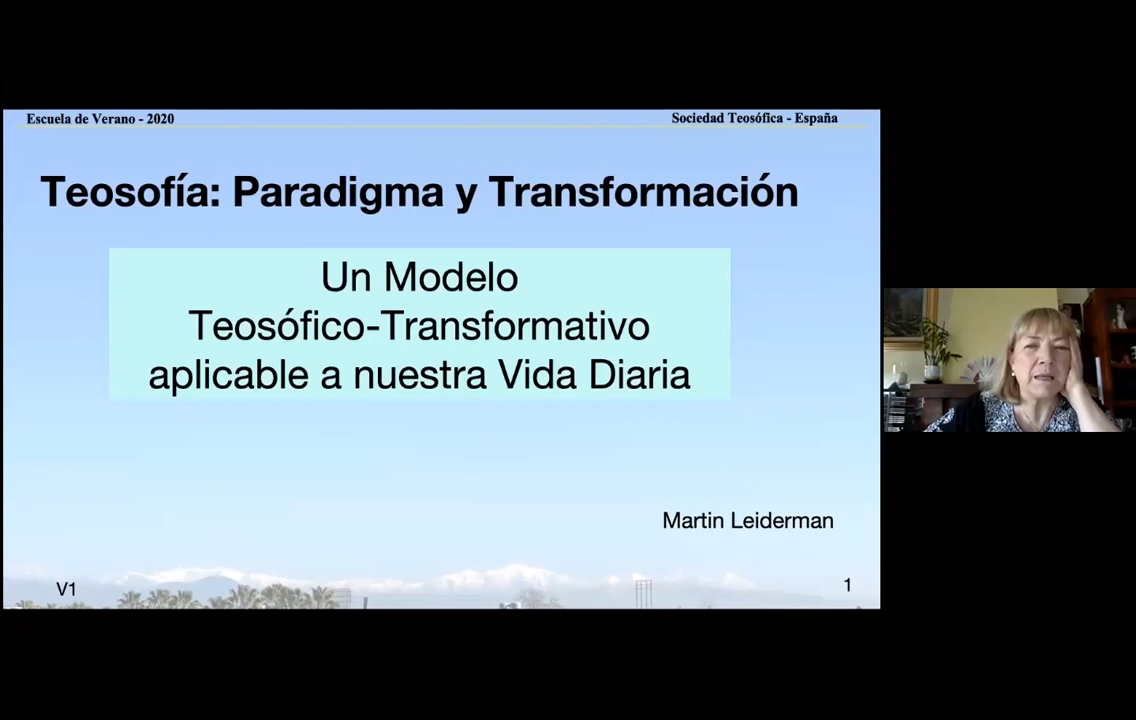 Escuela de Verano - 2020
Sociedad Teosófica - España
Teosofía: Paradigma y Transformación
Un Modelo
Teosófico-Transformativo
aplicable a nuestra Vida Diaria
Martin Leiderman
V1
1